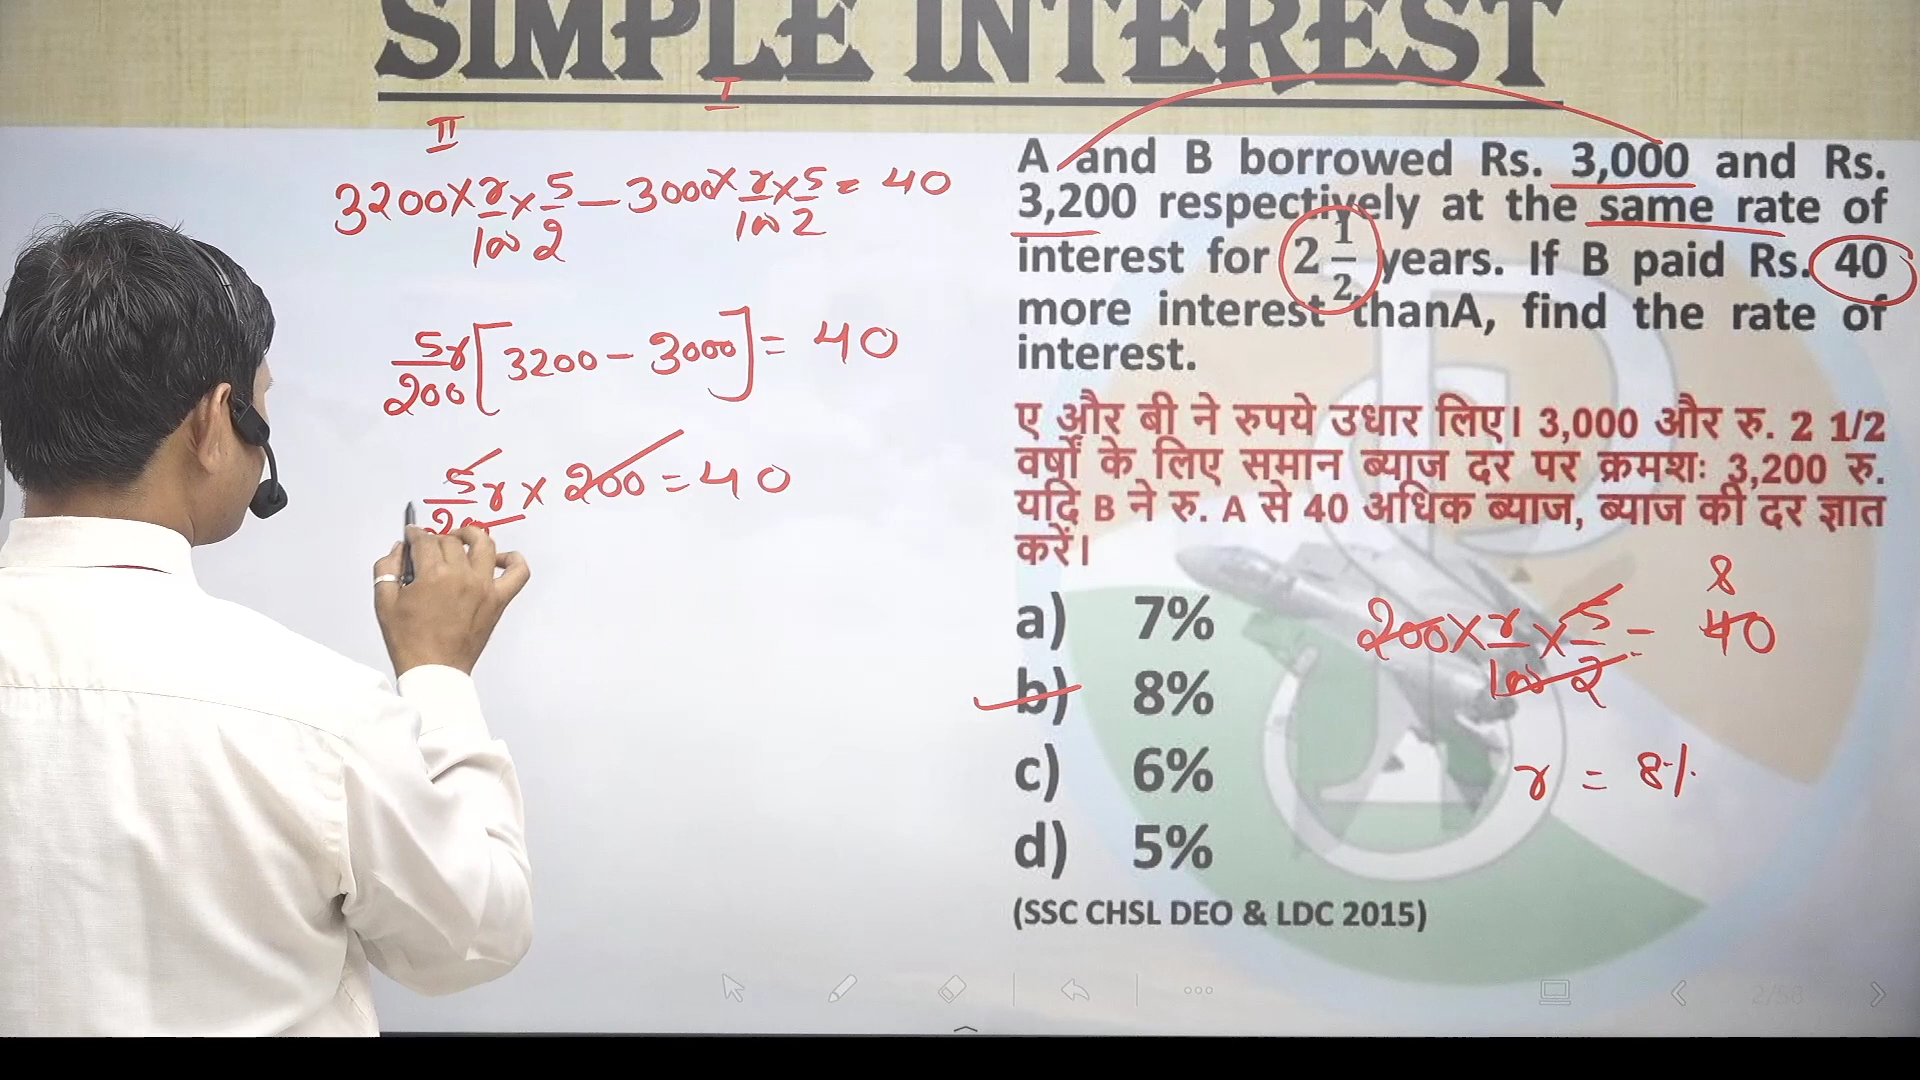 SIMPLE INTEREST
II
I
3200 × r/100 × 5/2 – 3000 × r/100 × 5/2 = 40
5r/200 [3200 – 3000] = 40
5r/200 × 200 = 40
A and B borrowed Rs. 3,000 and Rs.
3,200 respectively at the same rate of
interest for 2 1/2 years. If B paid Rs. 40
more interest thanA, find the rate of
interest.
ए और बी ने रुपये उधार लिए। 3,000 और रु. 2 1/2
वर्षों के लिए समान ब्याज दर पर क्रमशः 3,200 रु.
यदि B ने रु. A से 40 अधिक ब्याज, ब्याज की दर ज्ञात
करें।
a) 7%
b) 8%
c) 6%
d) 5%
(SSC CHSL DEO & LDC 2015)
8
200 × r/100 × 5/2 = 40
r = 8%
2/58